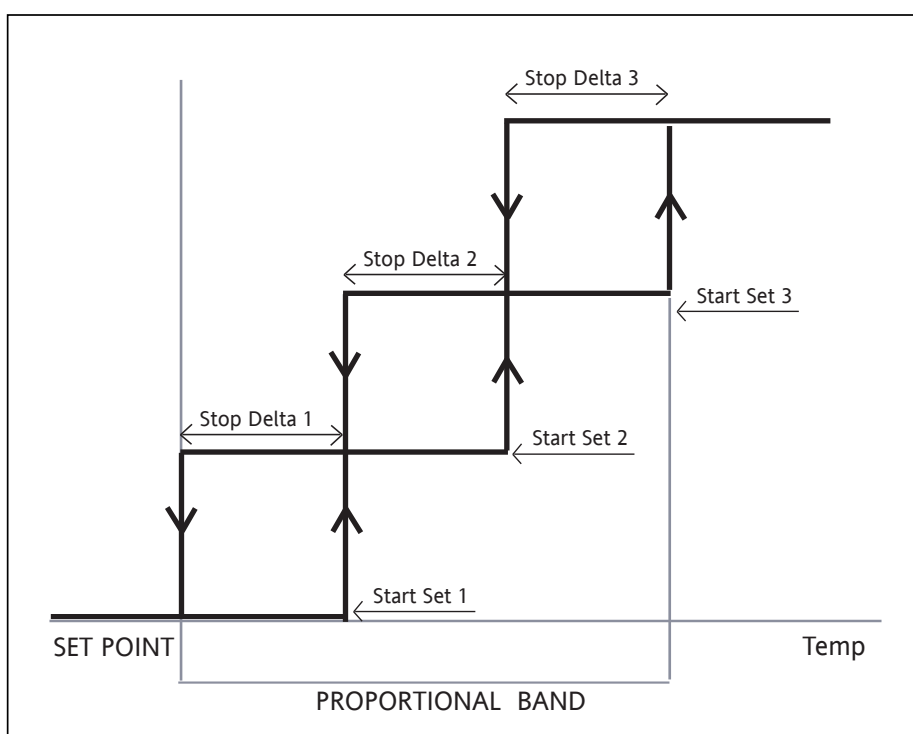 Stop Delta 3
Stop Delta 2
Start Set 3
Stop Delta 1
Start Set 2
Start Set 1
SET POINT
Temp
PROPORTIONAL BAND